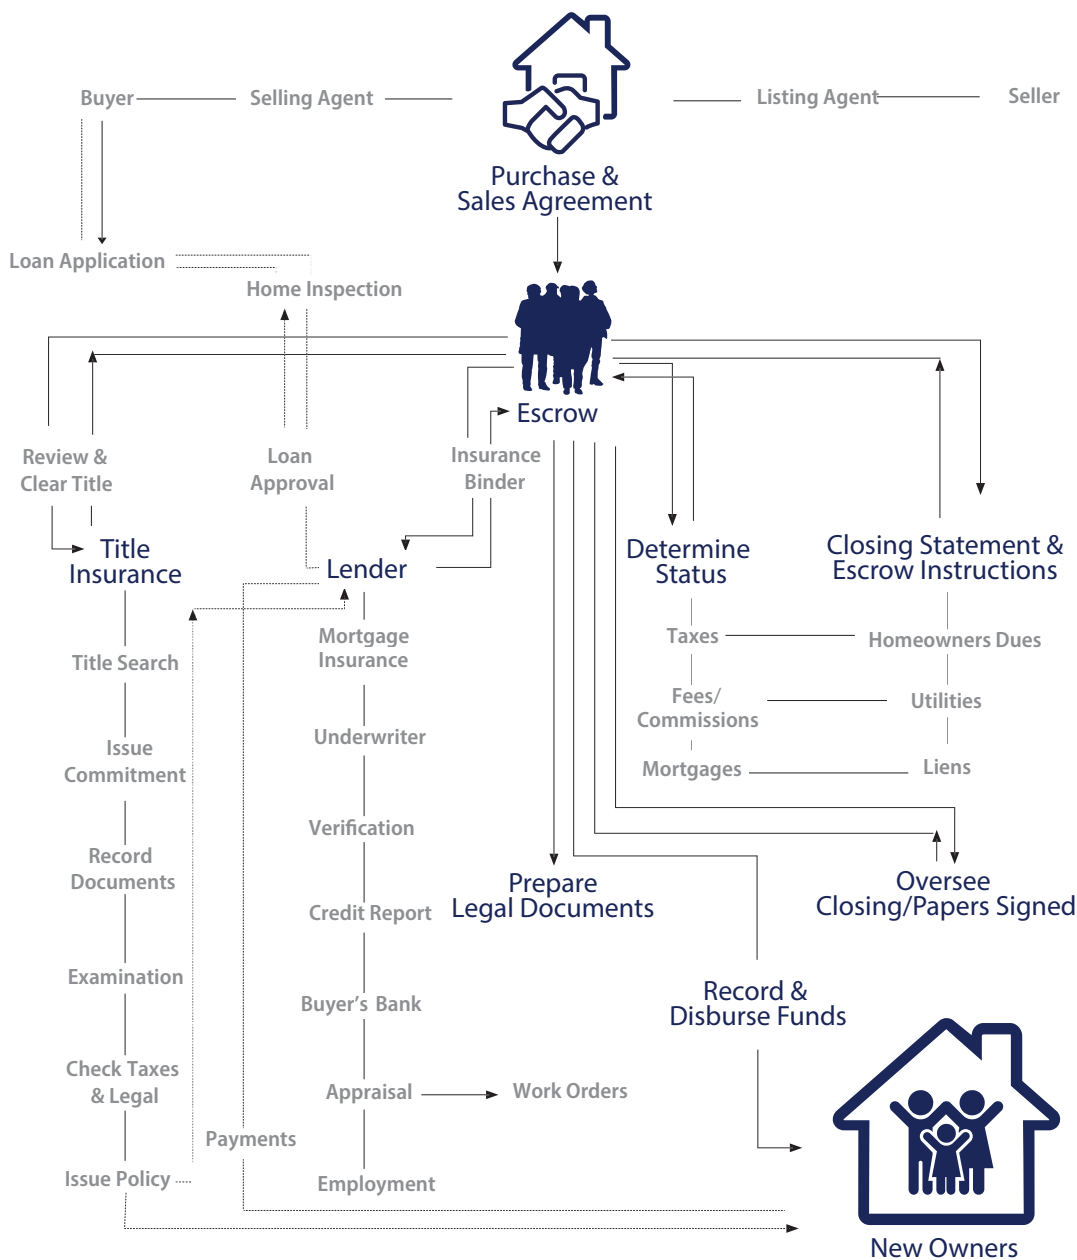 Buyer
Selling Agent
Listing Agent
Seller
Purchase &
Sales Agreement
Loan Application
Home Inspection
Escrow
Review &
Clear Title
Loan
Approval
Insurance
Binder
Title
Insurance
Lender
Determine
Status
Closing Statement &
Escrow Instructions
Title Search
Mortgage
Insurance
Taxes
Homeowners Dues
Fees/
Commissions
Utilities
Issue
Commitment
Underwriter
Mortgages
Liens
Record
Documents
Verification
Prepare
Legal Documents
Oversee
Closing/Papers Signed
Credit Report
Examination
Buyer's Bank
Record &
Disburse Funds
Check Taxes
& Legal
Appraisal
Work Orders
Payments
Issue Policy
Employment
New Owners